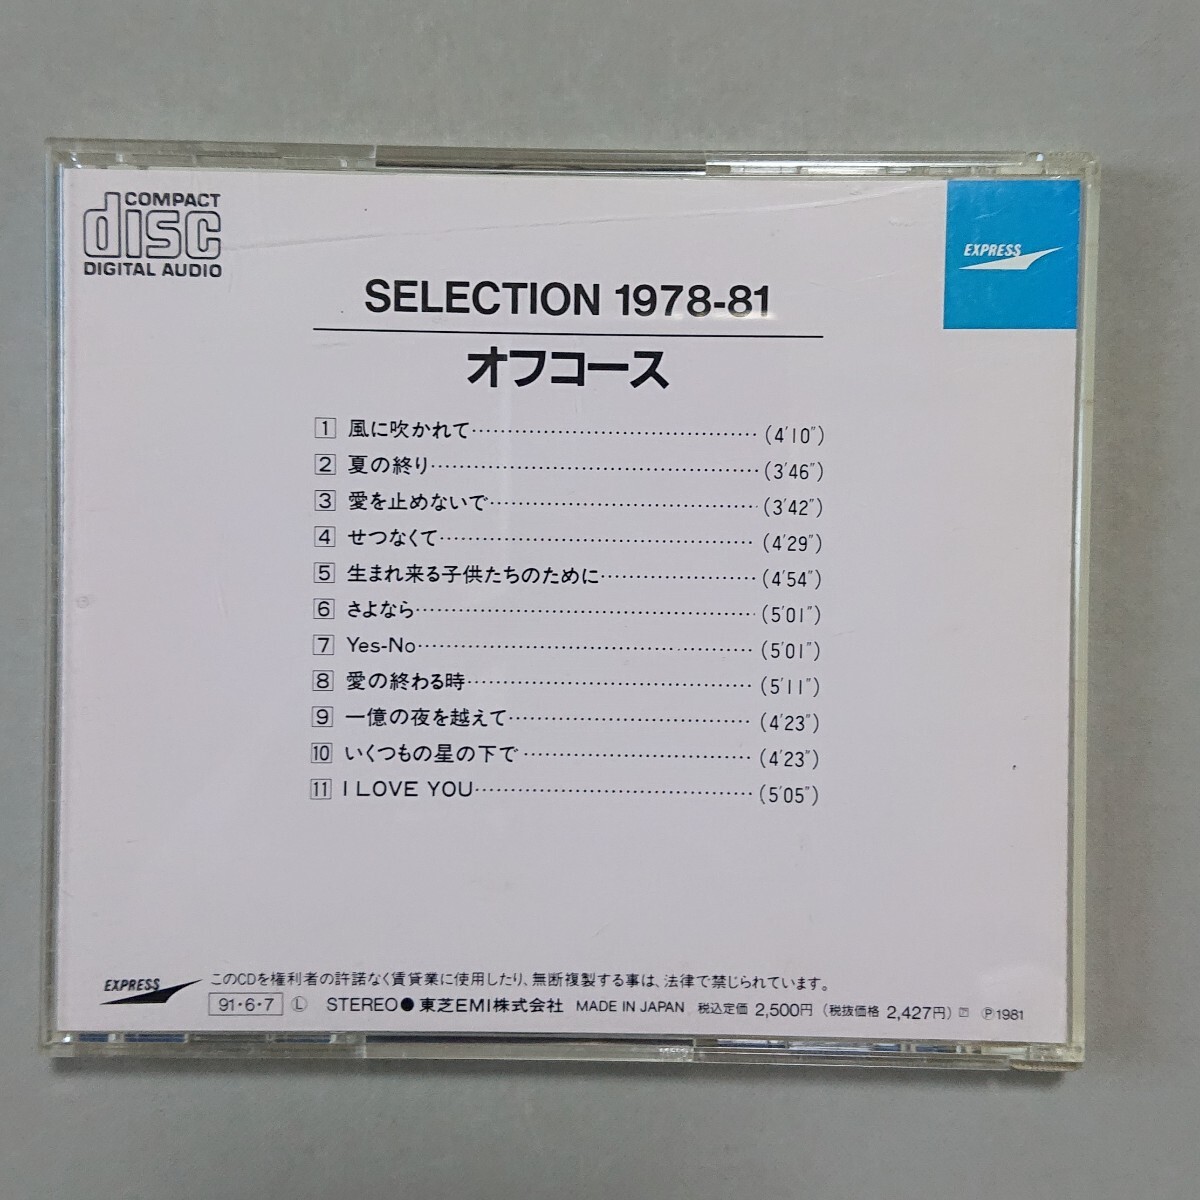 COMPACT
disc
DIGITAL AUDIO
EXPRESS
SELECTION 1978-81
オフコース
1 風に吹かれて (4'10")
2 夏の終り (3'46")
3 愛を止めないで (3'42")
4 せつなくて (4'29")
5 生まれ来る子供たちのために (4'54")
6 さよなら (5'01")
7 Yes-No (5'01")
8 愛の終わる時 (5'11")
9 一億の夜を越えて (4'23")
10 いくつもの星の下で (4'23")
11 I LOVE YOU (5'05")
EXPRESS
このCDを権利者の許諾なく賃貸業に使用したり、無断複製する事は、法律で禁じられています。
91・6・7 Ⓛ STEREO●東芝EMI株式会社 MADE IN JAPAN 税込定価 2,500円 (税抜価格 2,427円) Ⓟ1981